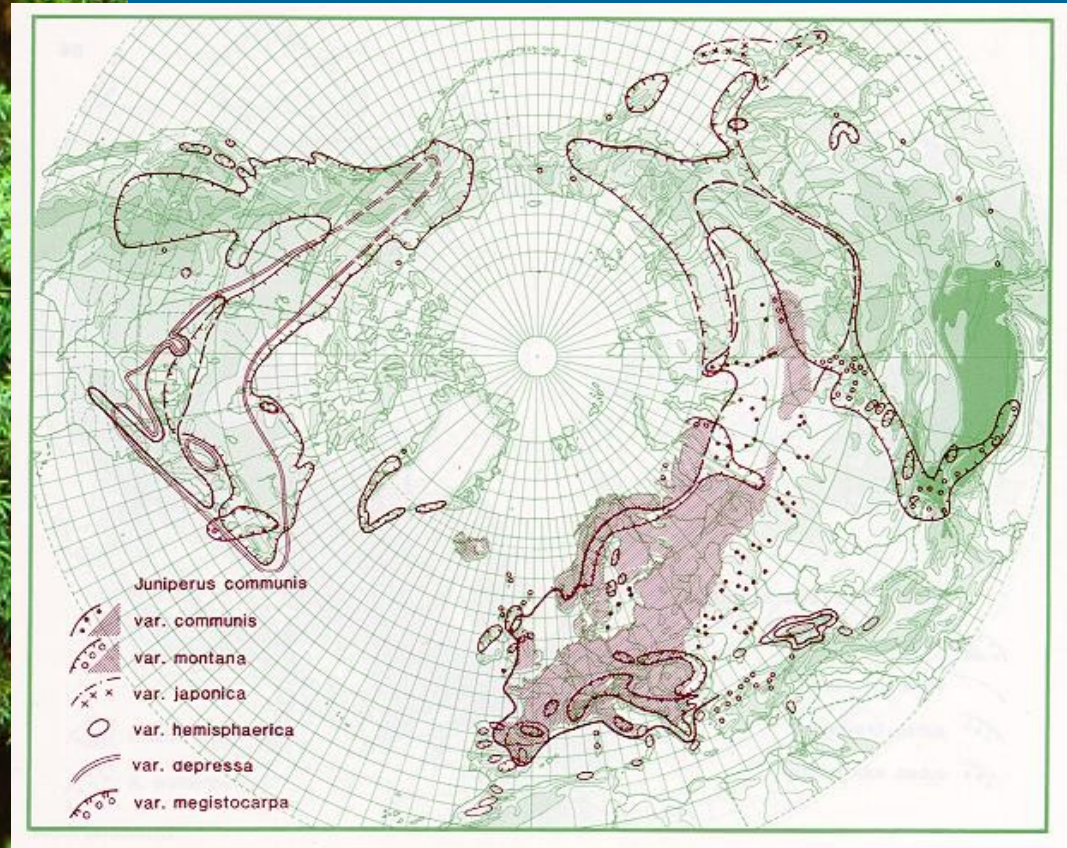 Juniperus communis
var. communis
var. montana
var. japonica
var. hemisphaerica
var. depressa
var. megistocarpa